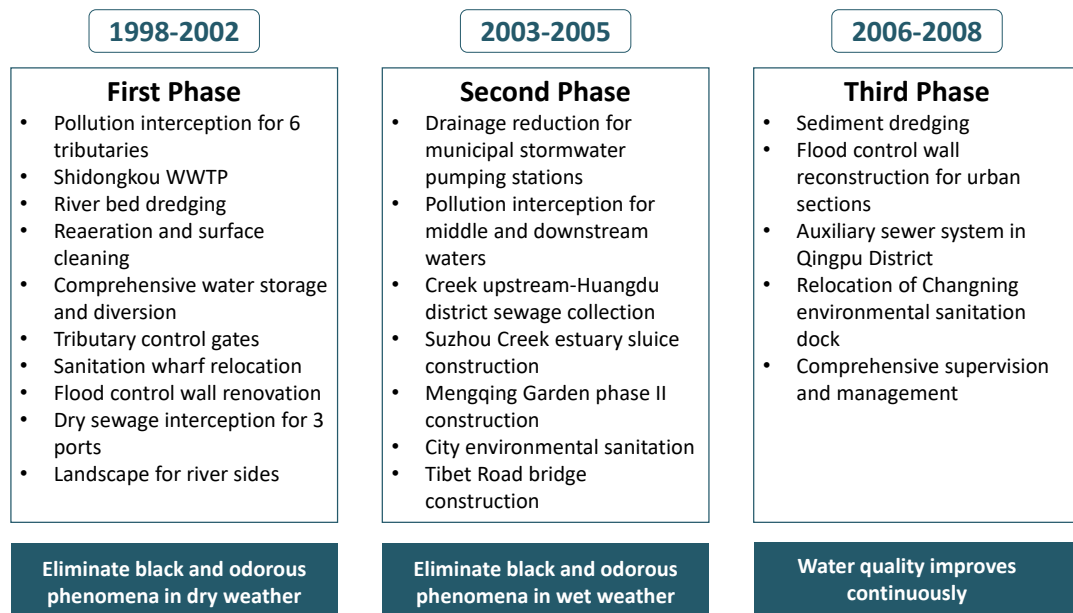 1998-2002
First Phase
• Pollution interception for 6
tributaries
• Shidongkou WWTP
• River bed dredging
• Reaeration and surface
cleaning
• Comprehensive water storage
and diversion
• Tributary control gates
• Sanitation wharf relocation
• Flood control wall renovation
• Dry sewage interception for 3
ports
• Landscape for river sides
Eliminate black and odorous
phenomena in dry weather
2003-2005
Second Phase
• Drainage reduction for
municipal stormwater
pumping stations
• Pollution interception for
middle and downstream
waters
• Creek upstream-Huangdu
district sewage collection
• Suzhou Creek estuary sluice
construction
• Mengqing Garden phase II
construction
• City environmental sanitation
• Tibet Road bridge
construction
Eliminate black and odorous
phenomena in wet weather
2006-2008
Third Phase
• Sediment dredging
• Flood control wall
reconstruction for urban
sections
• Auxiliary sewer system in
Qingpu District
• Relocation of Changning
environmental sanitation
dock
• Comprehensive supervision
and management
Water quality improves
continuously